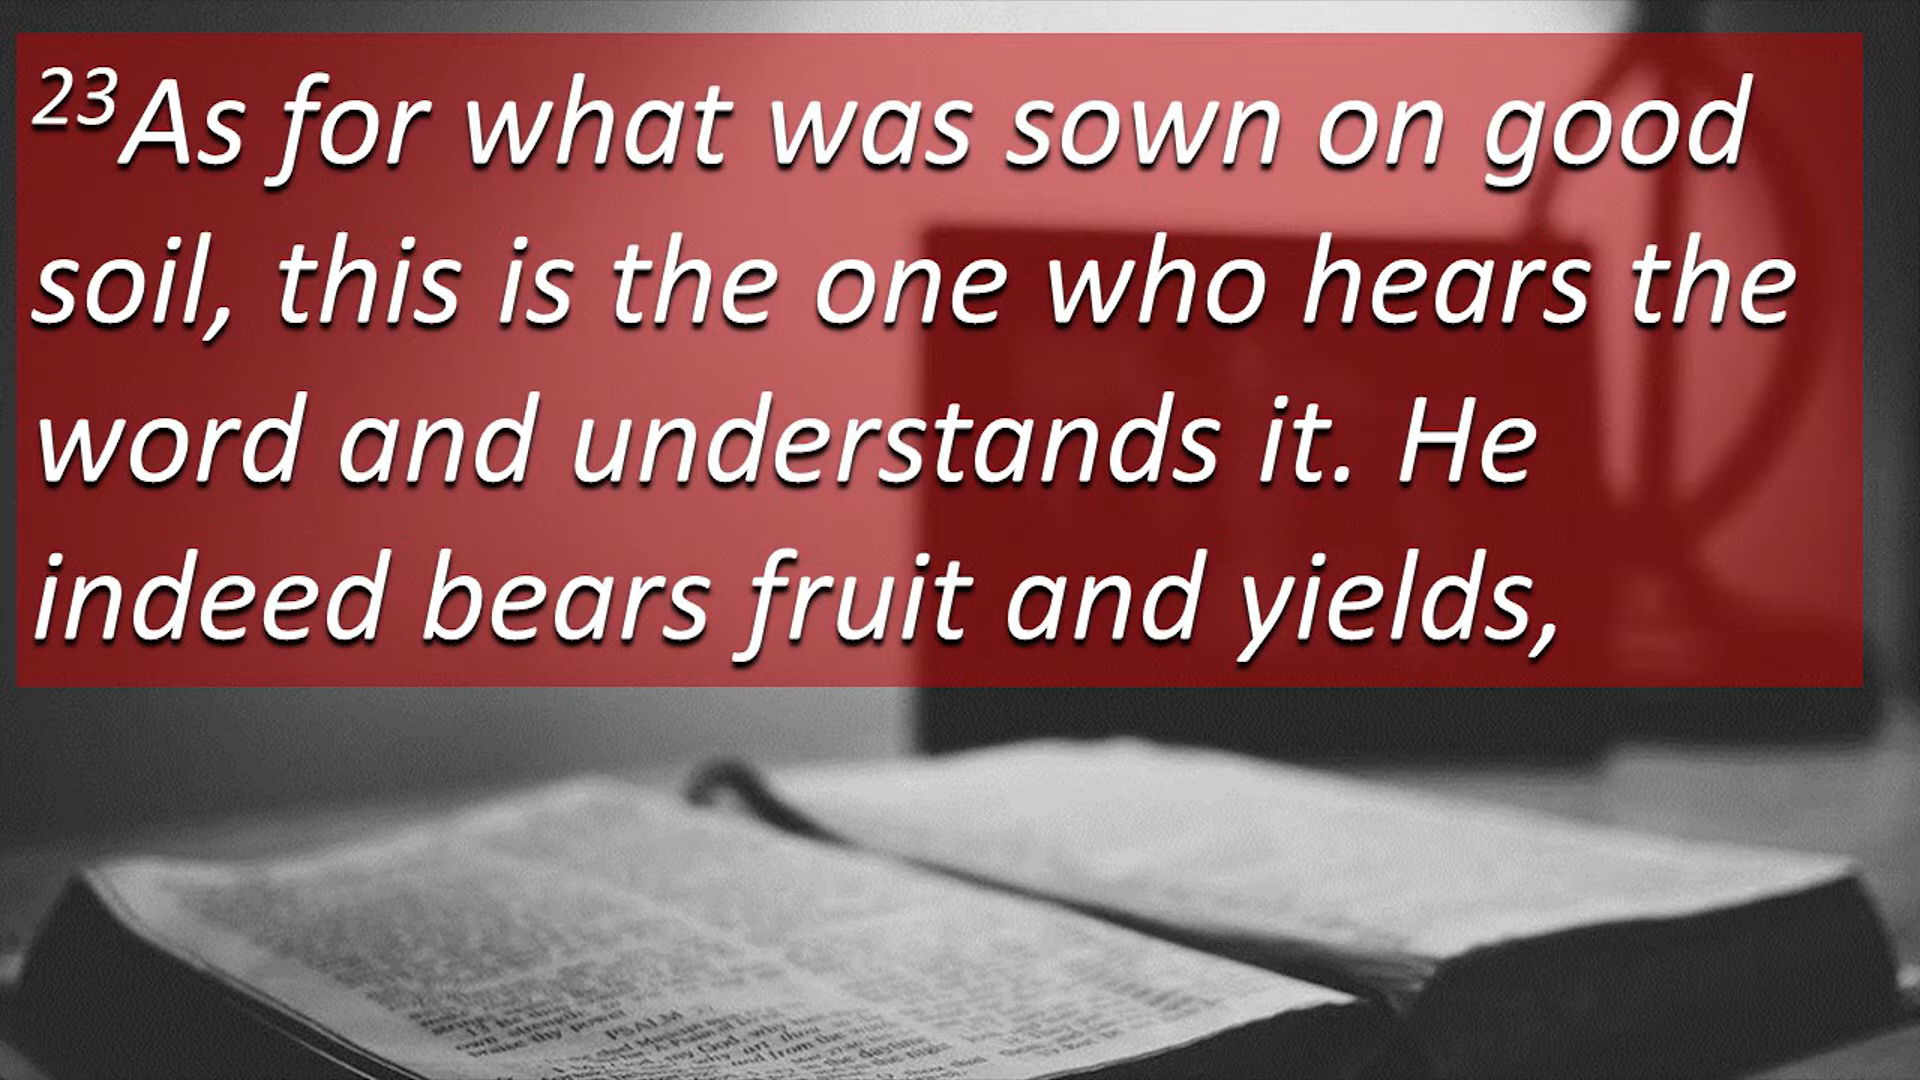 ²³As for what was sown on good
soil, this is the one who hears the
word and understands it. He
indeed bears fruit and yields,
PSALM